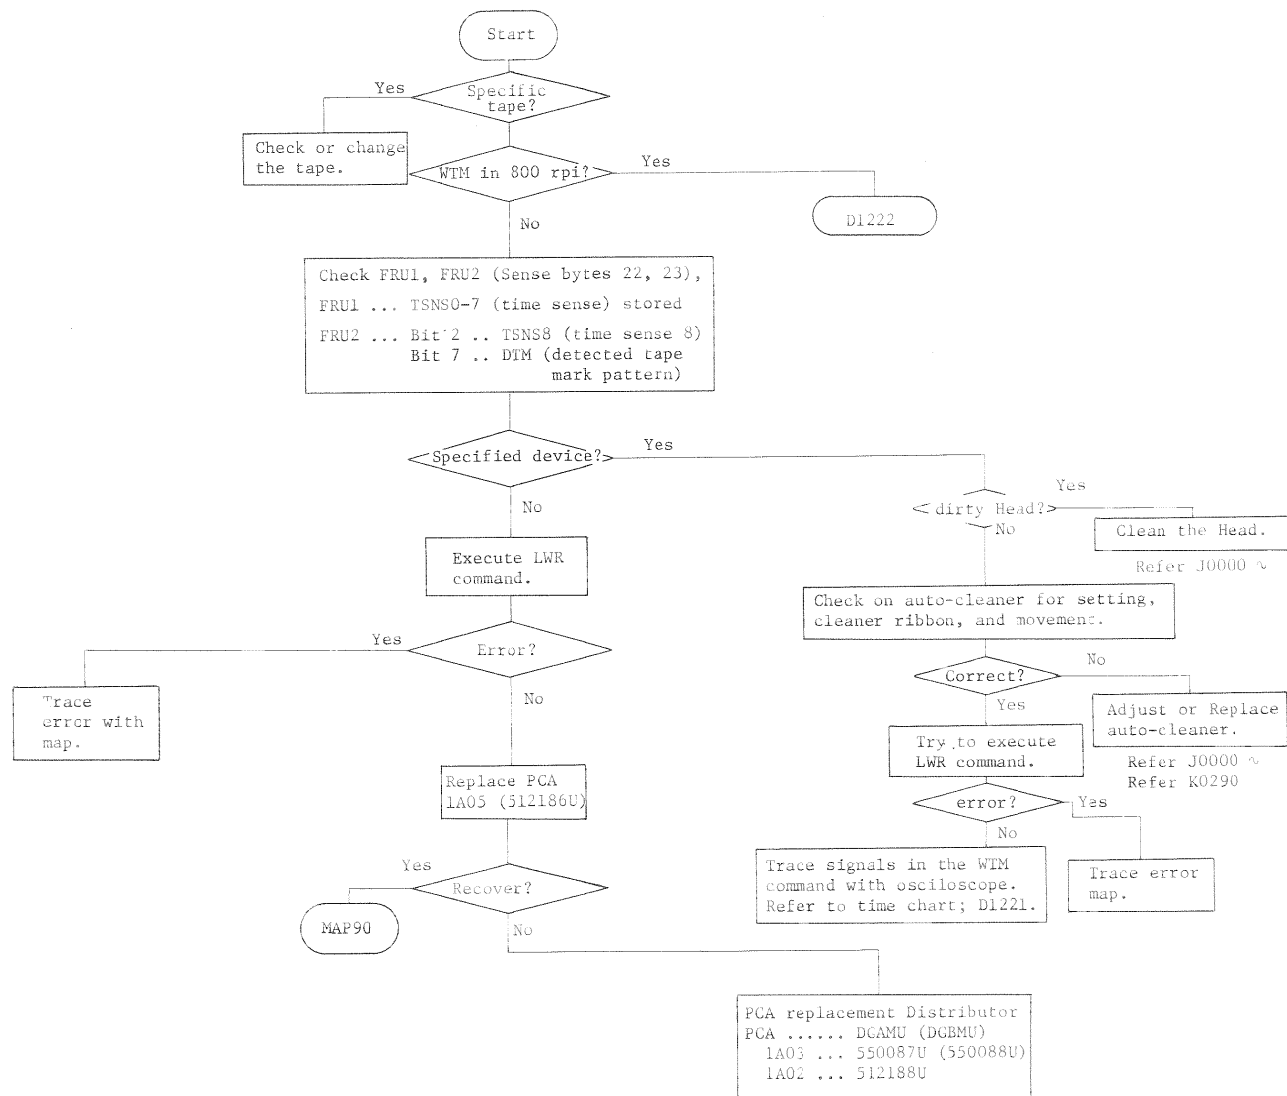 Start
Yes
Specific
tape?
Check or change
the tape.
WTM in 800 rpi?
Yes
D1222
No
Check FRU1, FRU2 (Sense bytes 22, 23),
FRU1 ... TSNS0-7 (time sense) stored
FRU2 ... Bit 2 .. TSNS8 (time sense 8)
Bit 7 .. DTM (detected tape
mark pattern)
Specified device?
Yes
No
dirty Head?
Yes
No
Clean the Head.
Refer J0000 ~
Execute LWR
command.
Check on auto-cleaner for setting,
cleaner ribbon, and movement.
Yes
Error?
No
Trace
error with
map.
Correct?
No
Yes
Adjust or Replace
auto-cleaner.
Refer J0000 ~
Refer K0290
Try to execute
LWR command.
Replace PCA
1A05 (512186U)
error?
Yes
No
Trace signals in the WTM
command with osciloscope.
Refer to time chart; D1221.
Trace error
map.
Yes
Recover?
MAP90
No
PCA replacement Distributor
PCA ...... DGAMU (DGBMU)
1A03 ... 550087U (550088U)
1A02 ... 512188U